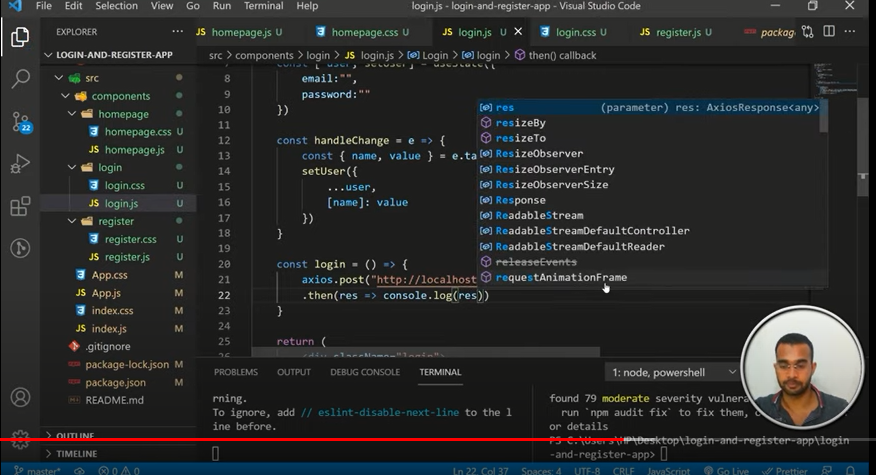 File Edit Selection View Go Run Terminal Help login.js - login-and-register-app - Visual Studio Code
EXPLORER
LOGIN-AND-REGISTER-APP
src
components
homepage
homepage.css U
homepage.js U
login
login.css U
login.js U
register
register.css U
register.js U
App.css M
App.js M
index.css M
index.js M
.gitignore
package-lock.json M
package.json M
README.md
OUTLINE
TIMELINE
22
homepage.js U homepage.css U login.js U login.css U register.js U packag
src > components > login > login.js > Login > login > then() callback
8 email:"",
9 password:""
10 })
11
12 const handleChange = e => {
13 const { name, value } = e.ta
14 setUser({
15 ...user,
16 [name]: value
17 })
18 }
19
20 const login = () => {
21 axios.post("http://localhost
22 .then(res => console.log(res))
23 }
24
25 return (
26 <div className="login">
res (parameter) res: AxiosResponse<any>
resizeBy
resizeTo
ResizeObserver
ResizeObserverEntry
ResizeObserverSize
Response
ReadableStream
ReadableStreamDefaultController
ReadableStreamDefaultReader
releaseEvents
requestAnimationFrame
PROBLEMS OUTPUT DEBUG CONSOLE TERMINAL 1: node, powershell
rning.
To ignore, add // eslint-disable-next-line to the l
ine before.
found 79 moderate severity vulnera
run `npm audit fix` to fix them,
or details
PS C:\Users\HP\Desktop\login-and-register-app\login
-and-register-app>
master* 0 0 Ln 22, Col 37 Spaces: 4 UTF-8 CRLF JavaScript Go Live Prettier